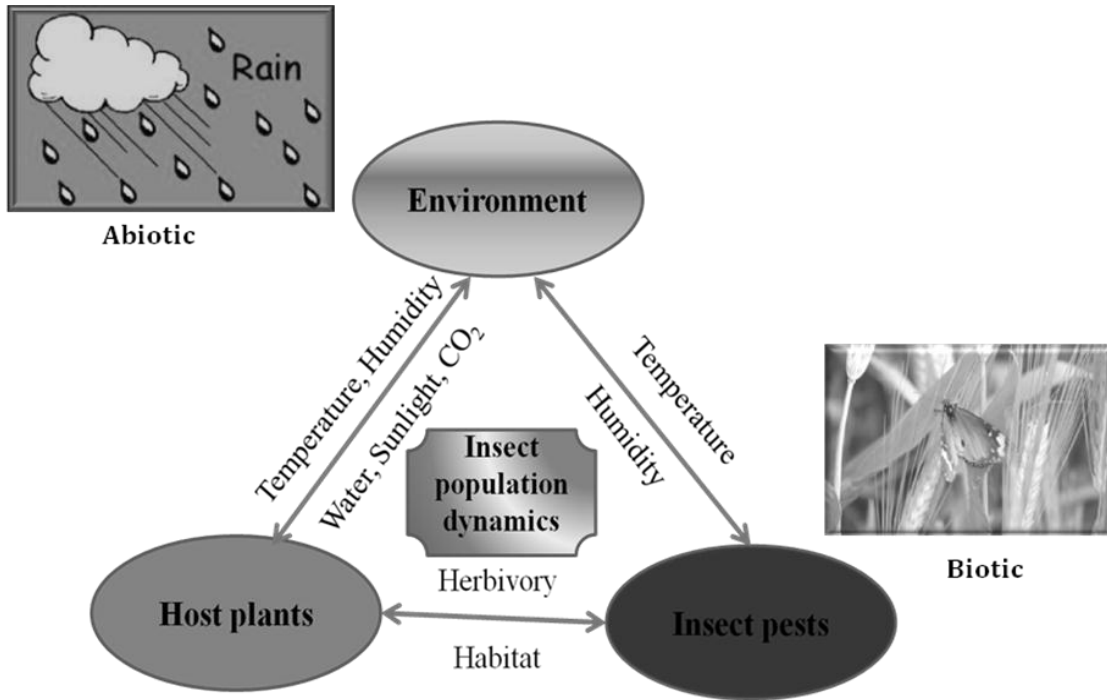 Rain
Abiotic
Environment
Temperature, Humidity
Water, Sunlight, CO₂
Temperature
Humidity
Insect
population
dynamics
Biotic
Herbivory
Host plants
Insect pests
Habitat